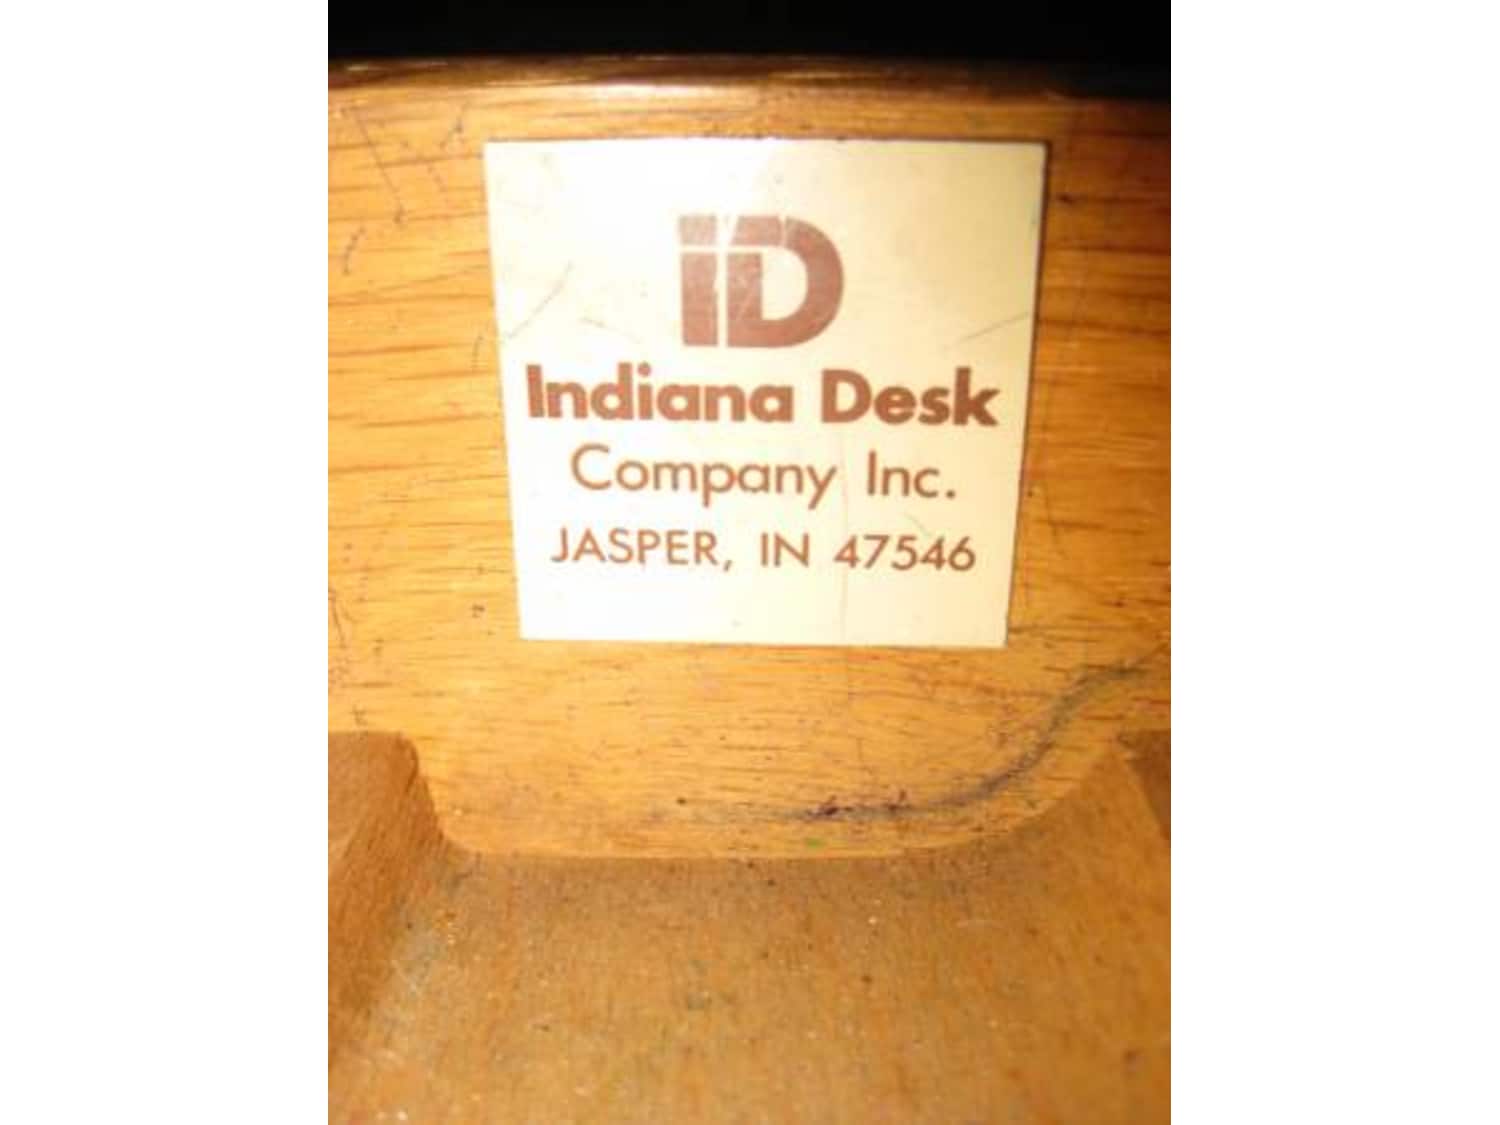 ID
Indiana Desk
Company Inc.
JASPER, IN 47546